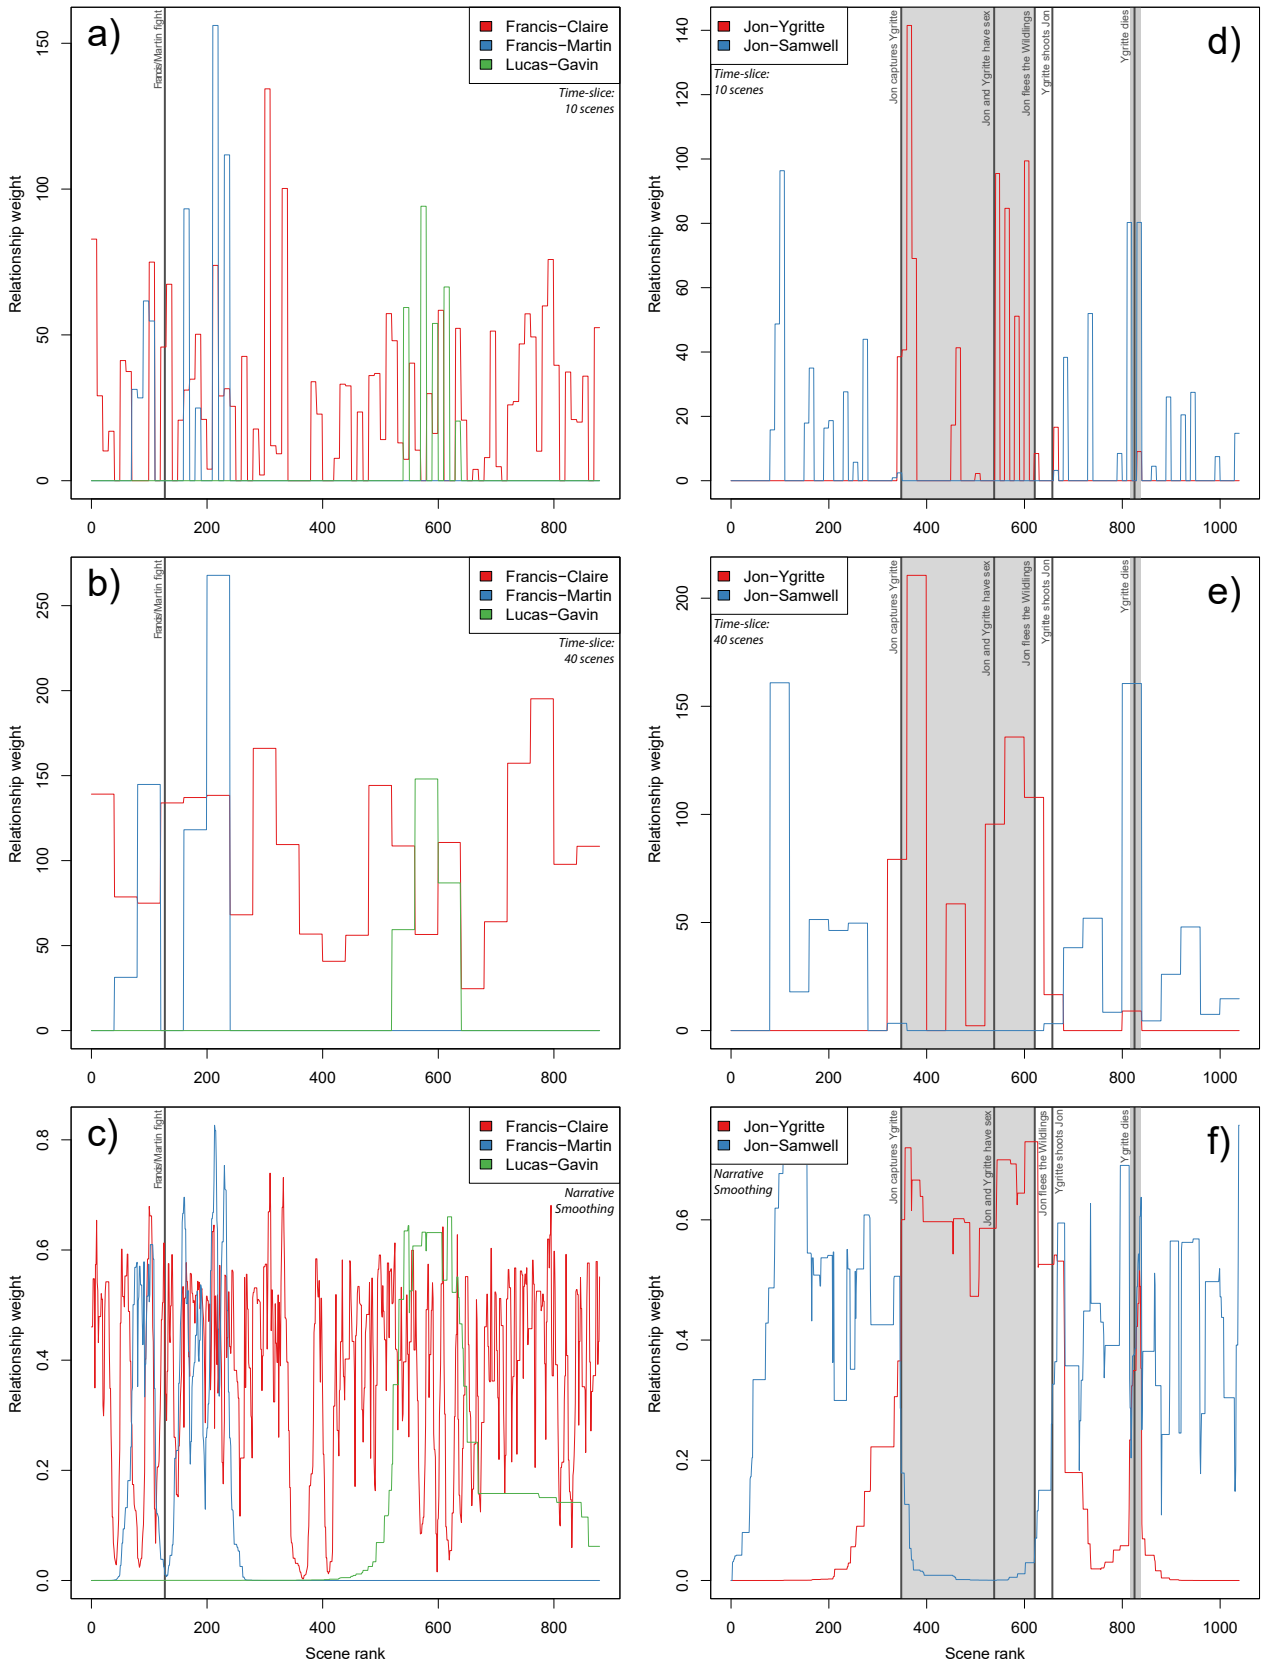 a)
Francis−Claire
Francis−Martin
Lucas−Gavin
Time-slice:
10 scenes
Francis/Martin fight
Relationship weight
150
100
50
0
0 200 400 600 800
d)
Jon−Ygritte
Jon−Samwell
Time-slice:
10 scenes
Jon captures Ygritte
Jon and Ygritte have sex
Jon flees the Wildlings
Ygritte shoots Jon
Ygritte dies
Relationship weight
140
120
100
80
60
40
20
0
0 200 400 600 800 1000
b)
Francis−Claire
Francis−Martin
Lucas−Gavin
Time-slice:
40 scenes
Francis/Martin fight
Relationship weight
250
200
150
100
50
0
0 200 400 600 800
e)
Jon−Ygritte
Jon−Samwell
Time-slice:
40 scenes
Jon captures Ygritte
Jon and Ygritte have sex
Jon flees the Wildlings
Ygritte shoots Jon
Ygritte dies
Relationship weight
200
150
100
50
0
0 200 400 600 800 1000
c)
Francis−Claire
Francis−Martin
Lucas−Gavin
Narrative
Smoothing
Francis/Martin fight
Relationship weight
0.8
0.6
0.4
0.2
0.0
0 200 400 600 800
Scene rank
f)
Jon−Ygritte
Jon−Samwell
Narrative
Smoothing
Jon captures Ygritte
Jon and Ygritte have sex
Jon flees the Wildlings
Ygritte shoots Jon
Ygritte dies
Relationship weight
0.6
0.4
0.2
0.0
0 200 400 600 800 1000
Scene rank